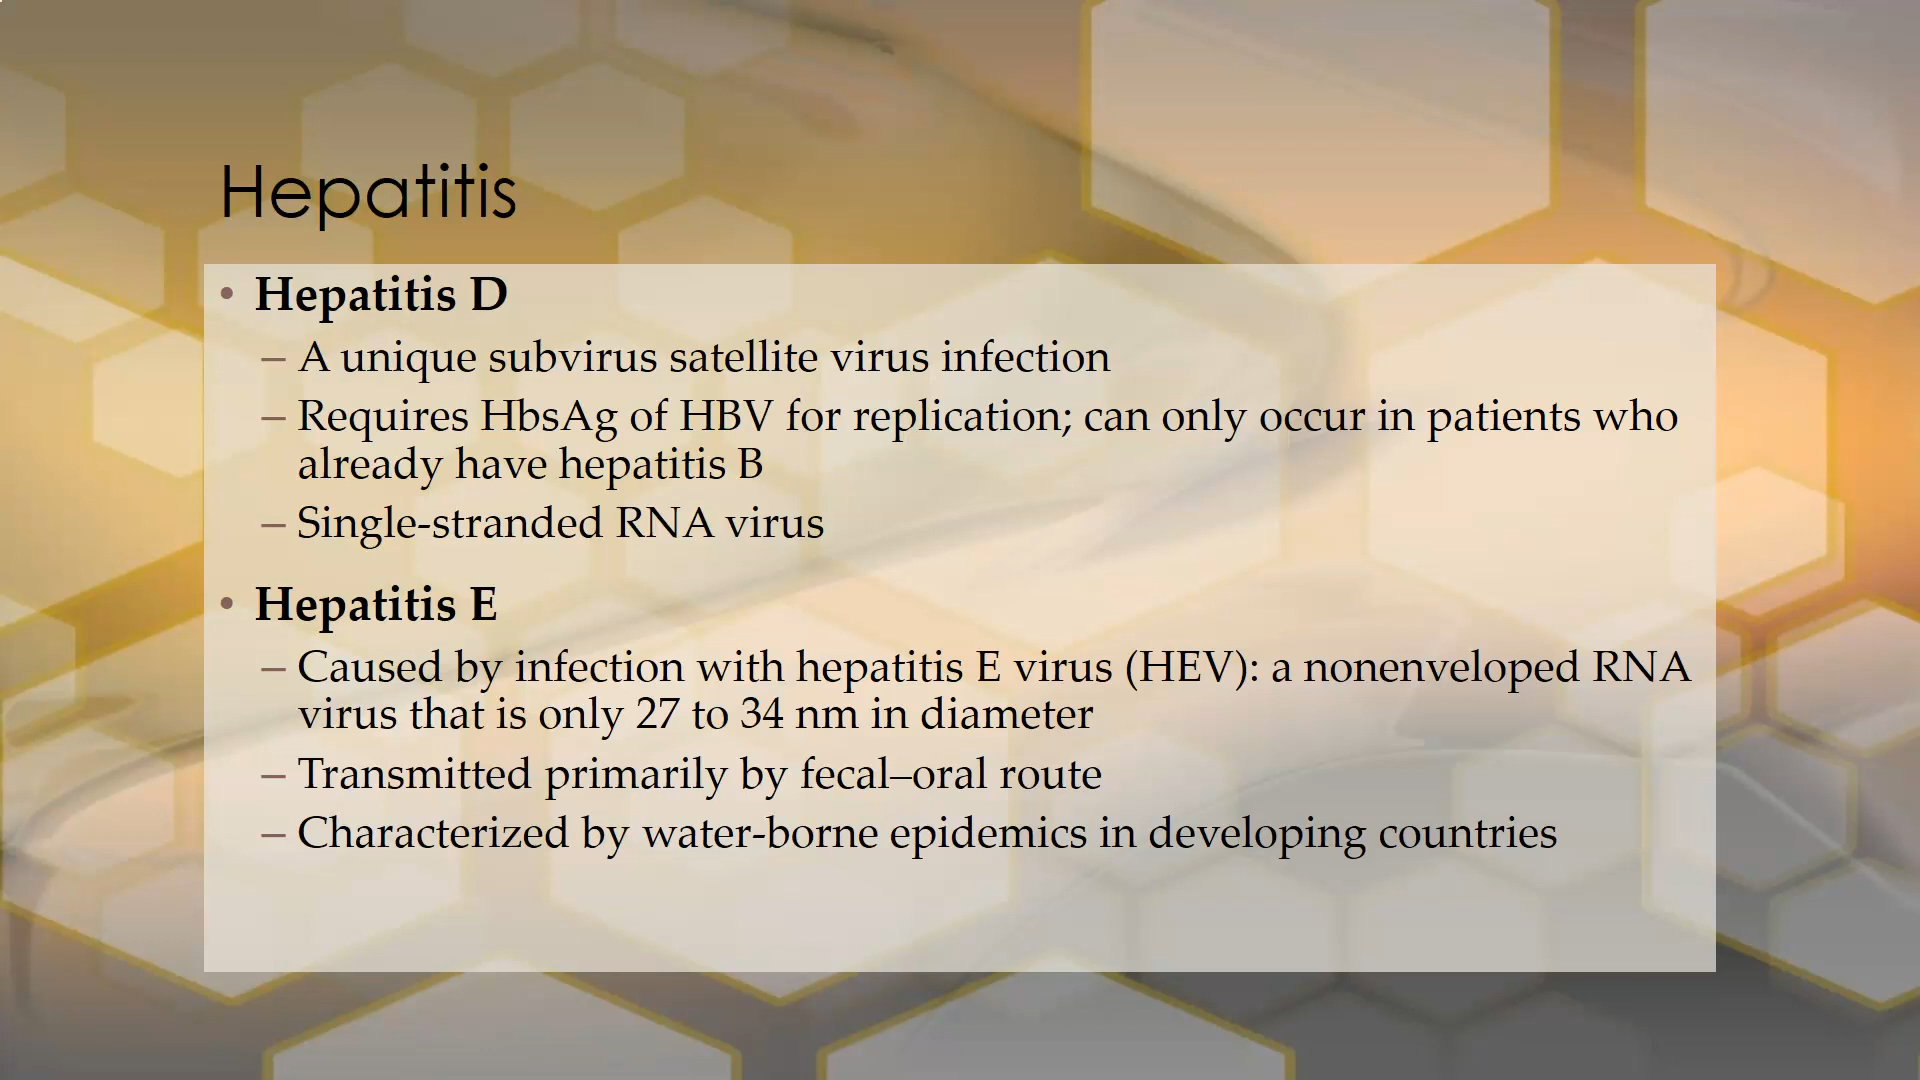 Hepatitis
• Hepatitis D
– A unique subvirus satellite virus infection
– Requires HbsAg of HBV for replication; can only occur in patients who
already have hepatitis B
– Single-stranded RNA virus
• Hepatitis E
– Caused by infection with hepatitis E virus (HEV): a nonenveloped RNA
virus that is only 27 to 34 nm in diameter
– Transmitted primarily by fecal–oral route
– Characterized by water-borne epidemics in developing countries